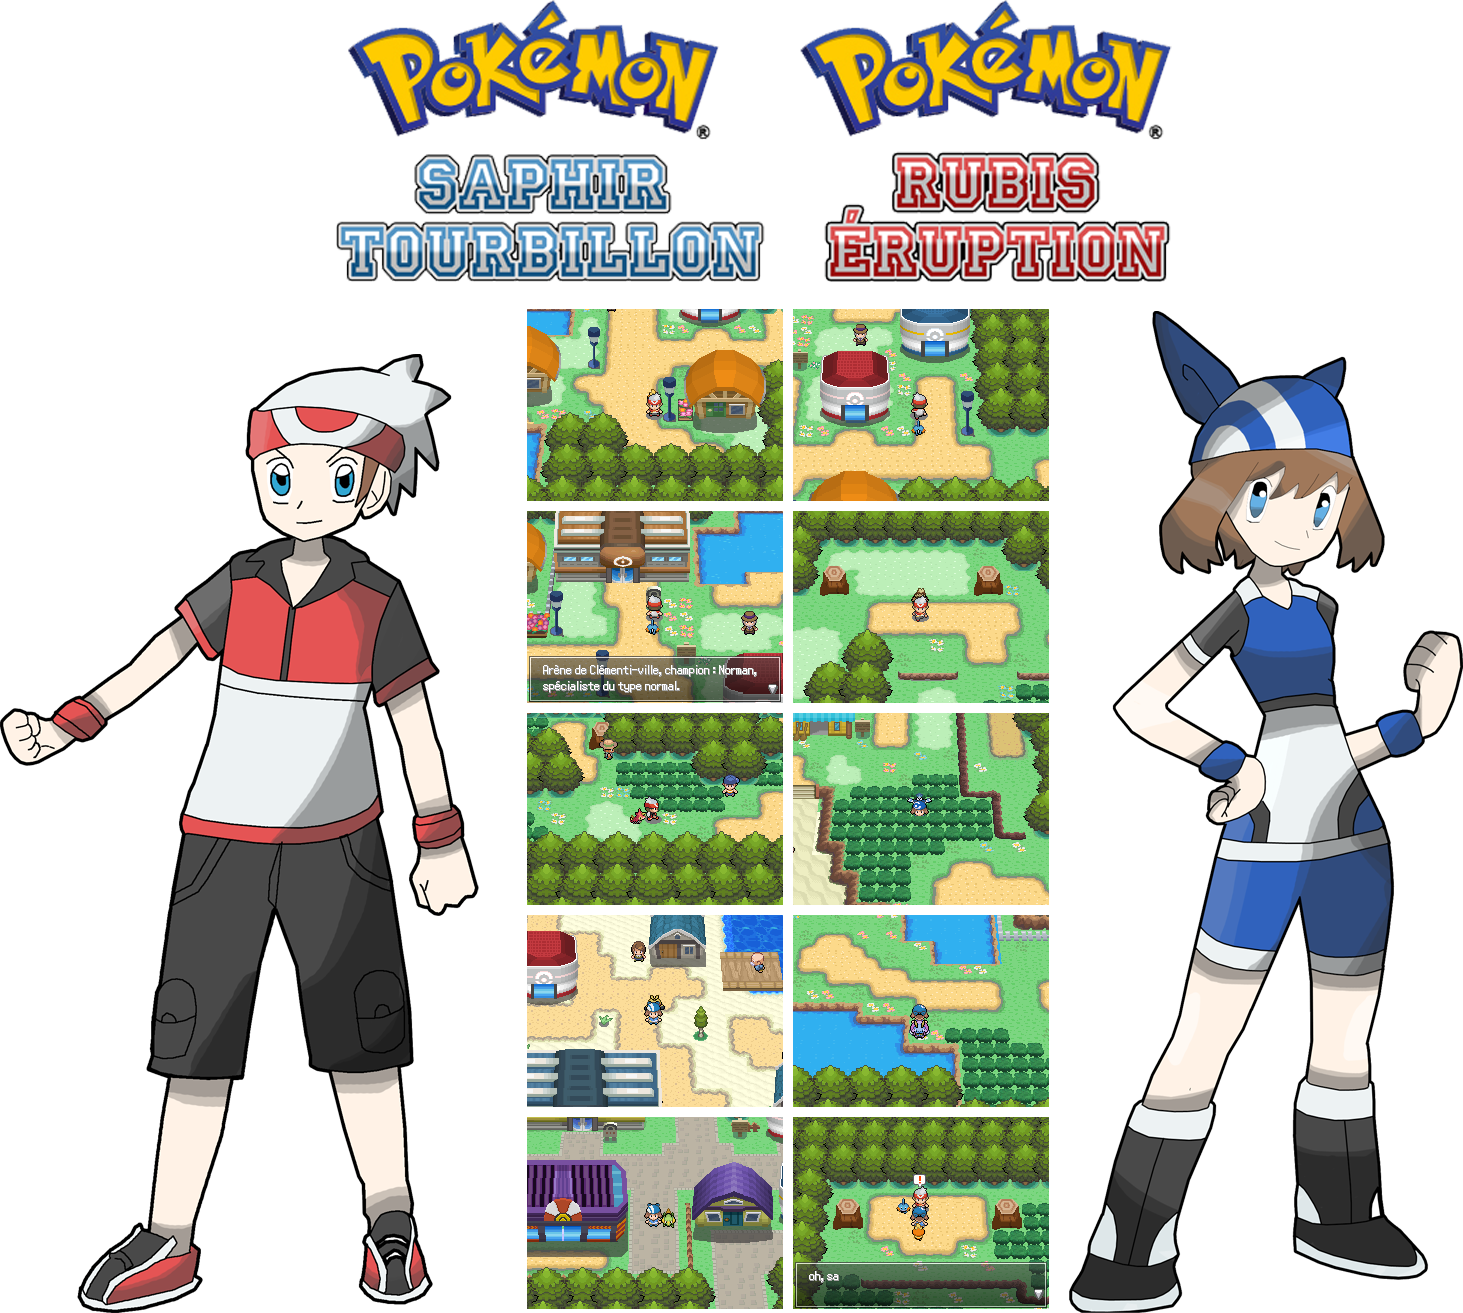 POKéMON®
SAPHIR
TOURBILLON
POKéMON®
RUBIS
ÉRUPTION
Arène de Clémenti-ville, champion : Norman,
spécialiste du type normal.
!
oh, sa